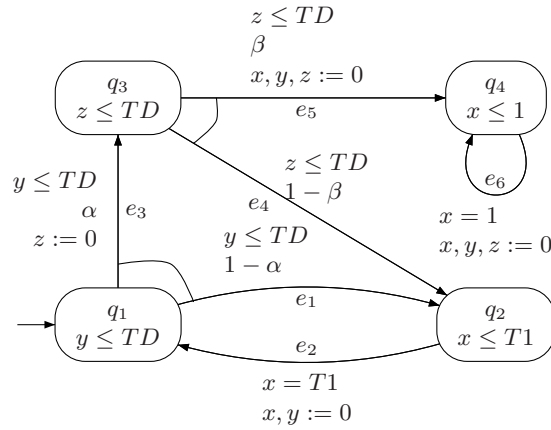 z ≤ TD
β
x, y, z := 0
q₃
z ≤ TD
q₄
x ≤ 1
e₅
e₆
x = 1
x, y, z := 0
y ≤ TD
α
z := 0
e₃
z ≤ TD
1 − β
e₄
y ≤ TD
1 − α
q₁
y ≤ TD
e₁
q₂
x ≤ T1
e₂
x = T1
x, y := 0